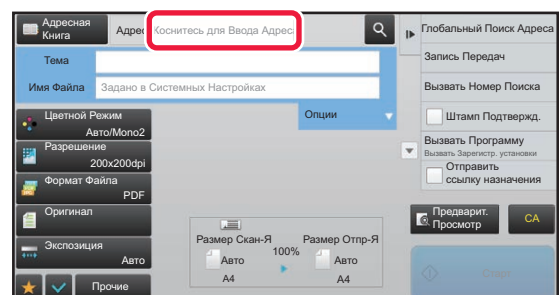 Адресная
Книга
Адрес
Коснитесь для Ввода Адреса
Тема
Имя Файла
Задано в Системных Настройках
Опции
Цветной Режим
Авто/Mono2
Разрешение
200x200dpi
Формат Файла
PDF
Оригинал
Экспозиция
Авто
Прочие
Размер Скан-Я
100%
Размер Отпр-Я
Авто
Авто
A4
A4
Глобальный Поиск Адреса
Запись Передач
Вызвать Номер Поиска
Штамп Подтвержд.
Вызвать Программу
Вызвать Зарегистр. установки
Отправить
ссылку назначения
Предварит.
Просмотр
CA
Старт